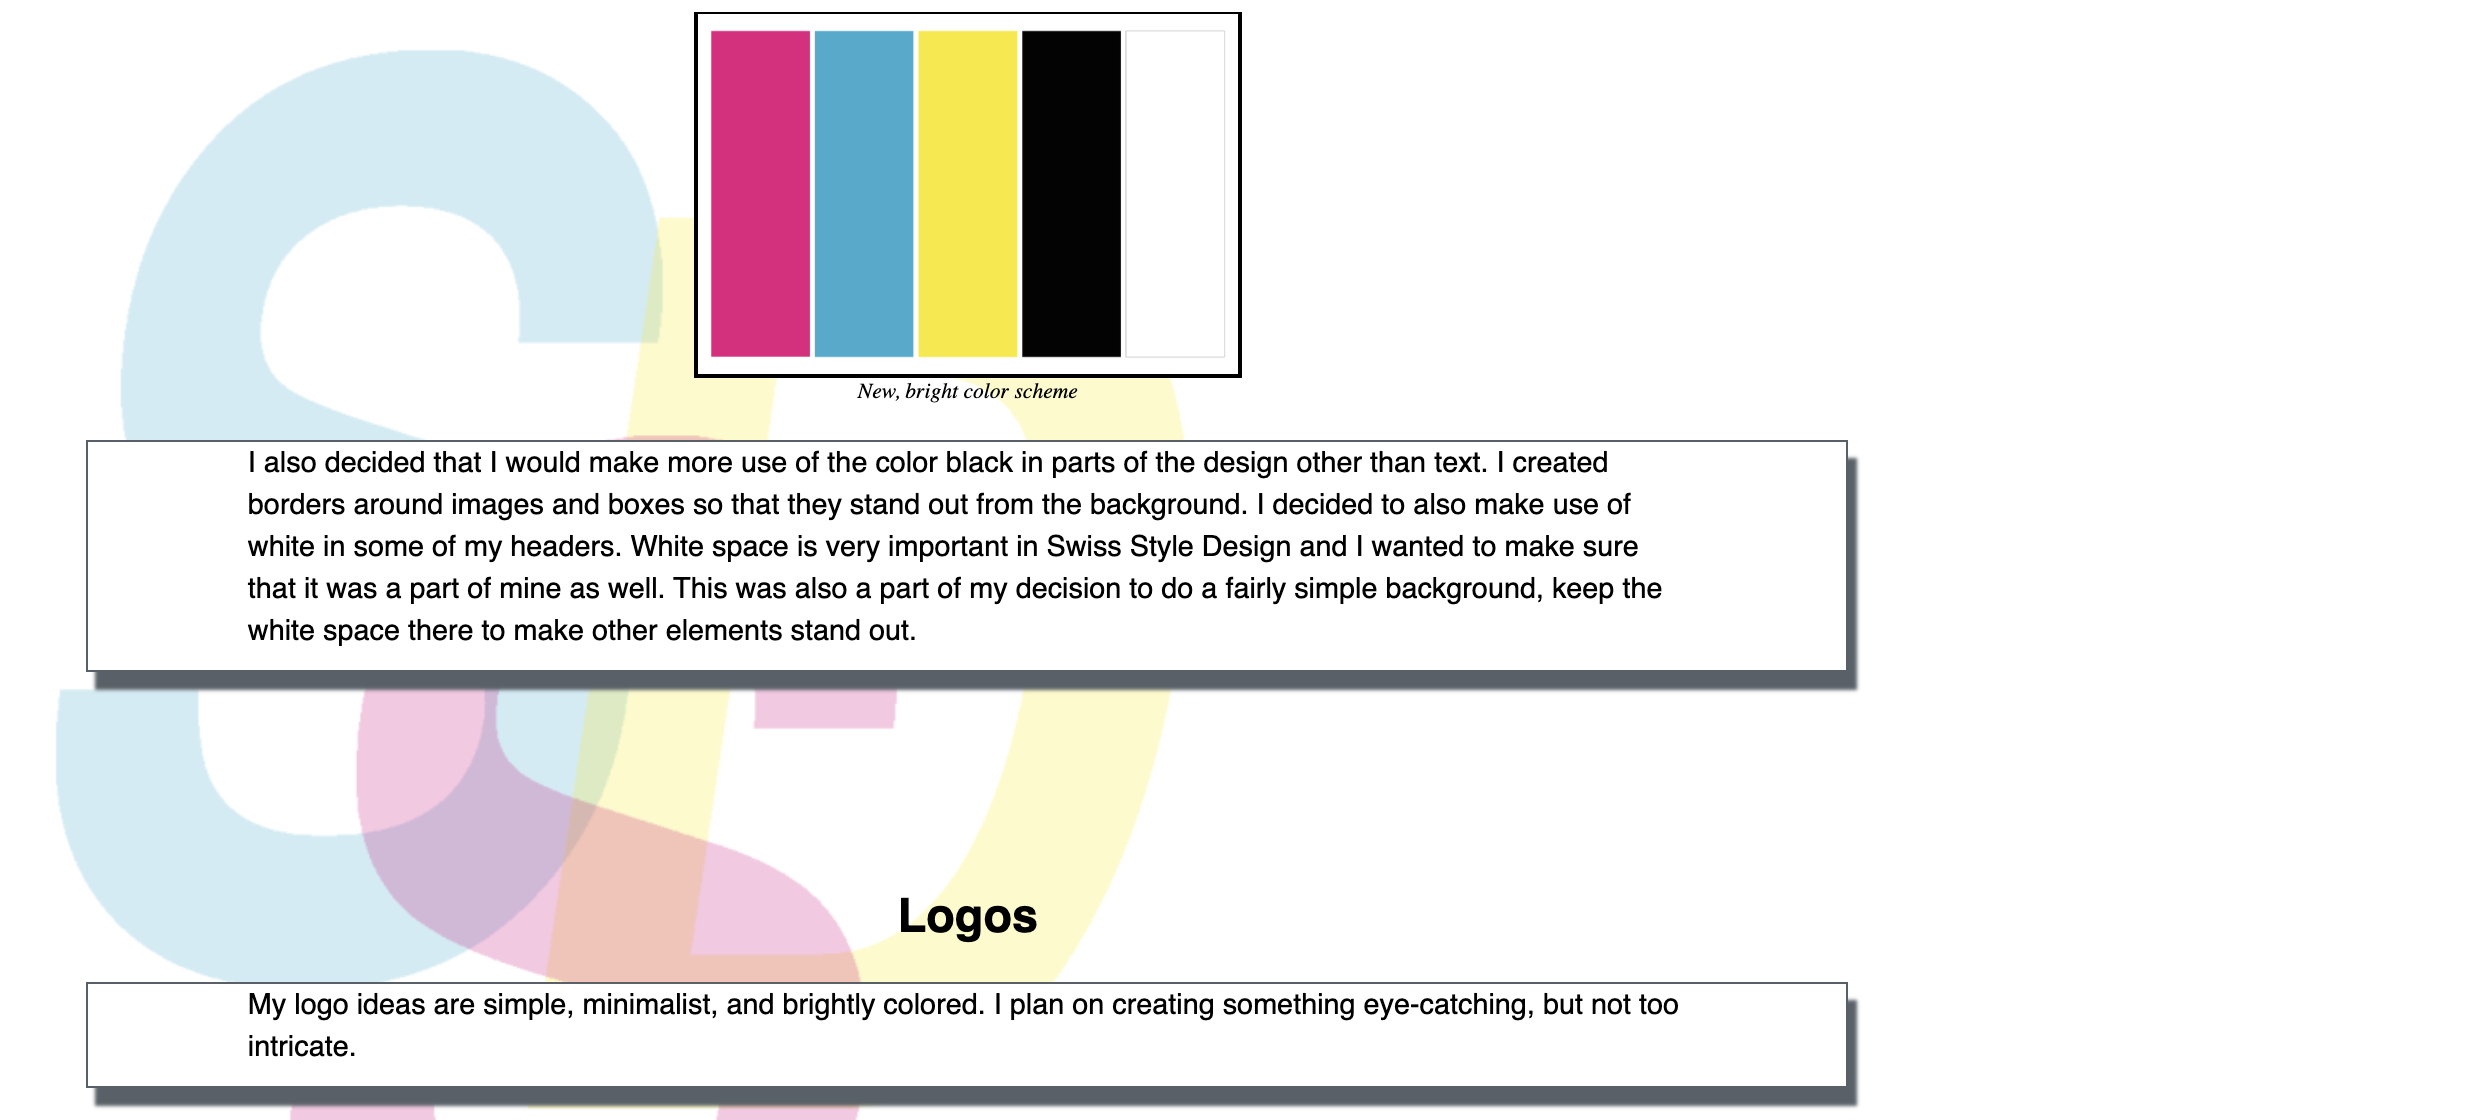 New, bright color scheme
I also decided that I would make more use of the color black in parts of the design other than text. I created
borders around images and boxes so that they stand out from the background. I decided to also make use of
white in some of my headers. White space is very important in Swiss Style Design and I wanted to make sure
that it was a part of mine as well. This was also a part of my decision to do a fairly simple background, keep the
white space there to make other elements stand out.
Logos
My logo ideas are simple, minimalist, and brightly colored. I plan on creating something eye-catching, but not too
intricate.